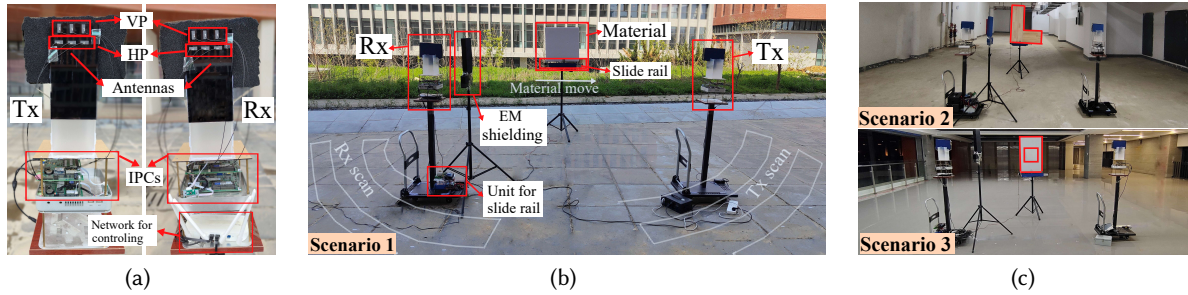 VP
HP
Antennas
Tx
Rx
IPCs
Network for
controling
(a)
Rx
Tx
Material
Slide rail
Material move
EM
shielding
Rx scan
Tx scan
Unit for
slide rail
Scenario 1
(b)
Scenario 2
Scenario 3
(c)